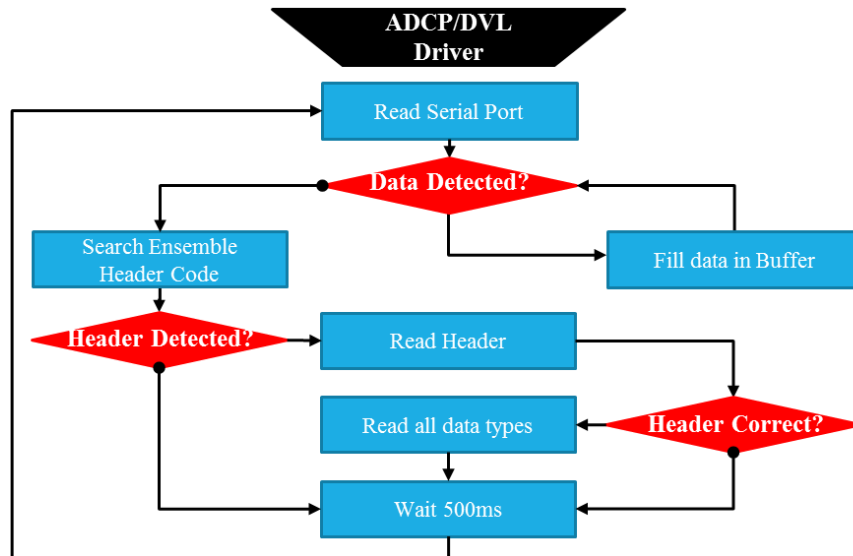 ADCP/DVL
Driver
Read Serial Port
Data Detected?
Search Ensemble
Header Code
Fill data in Buffer
Header Detected?
Read Header
Read all data types
Header Correct?
Wait 500ms